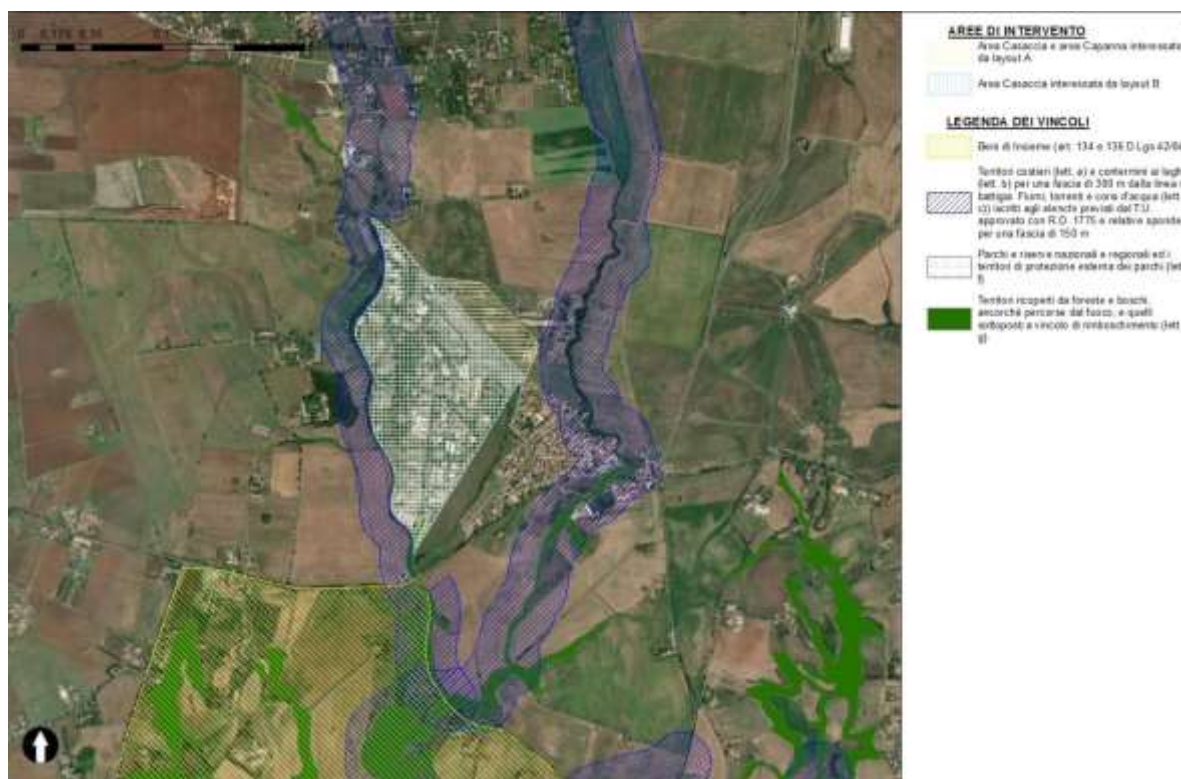 AREE DI INTERVENTO
Area Casaccia e area Capanna interessate
da layout A
Area Casaccia interessata da layout B
LEGENDA DEI VINCOLI
Beni di Insieme (art. 134 e 136 D.Lgs 42/04
Territori costieri (lett. a) e contermini ai laghi
(lett. b) per una fascia di 300 m dalla linea
battigia. Fiumi, torrenti e corsi d'acqua (lett.
c) iscritti agli elenchi previsti dal T.U.
approvato con R.D. 1775 e relative sponde
per una fascia di 150 m
Parchi e riserve nazionali e regionali ed i
territori di protezione esterna dei parchi (lett
f)
Territori ricoperti da foreste e boschi,
ancorché percorse dal fuoco, e quelli
sottoposti a vincolo di rimboschimento (lett
g)